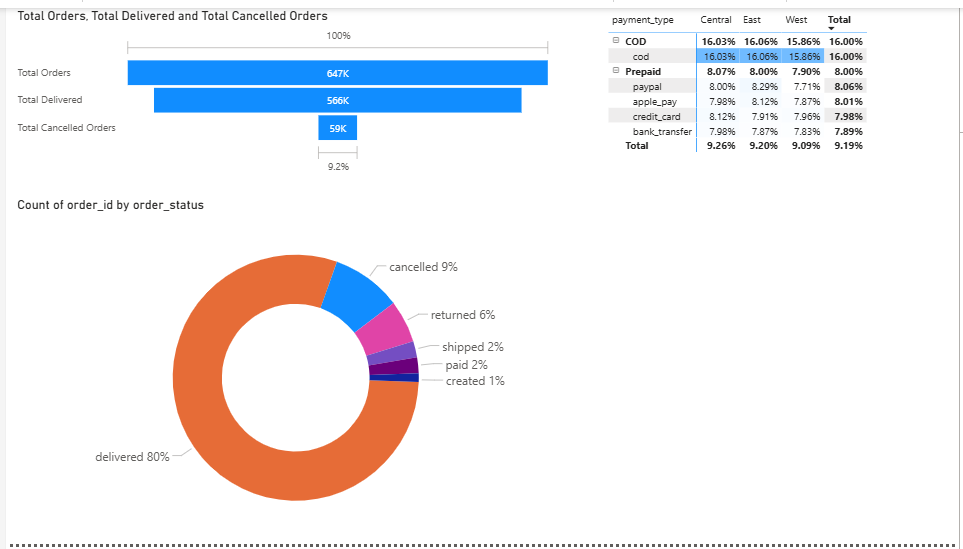 Total Orders, Total Delivered and Total Cancelled Orders
100%
Total Orders 647K
Total Delivered 566K
Total Cancelled Orders 59K
9.2%
payment_type Central East West Total
COD 16.03% 16.06% 15.86% 16.00%
cod 16.03% 16.06% 15.86% 16.00%
Prepaid 8.07% 8.00% 7.90% 8.00%
paypal 8.00% 8.29% 7.71% 8.06%
apple_pay 7.98% 8.12% 7.87% 8.01%
credit_card 8.12% 7.91% 7.96% 7.98%
bank_transfer 7.98% 7.87% 7.83% 7.89%
Total 9.26% 9.20% 9.09% 9.19%
Count of order_id by order_status
cancelled 9%
returned 6%
shipped 2%
paid 2%
created 1%
delivered 80%